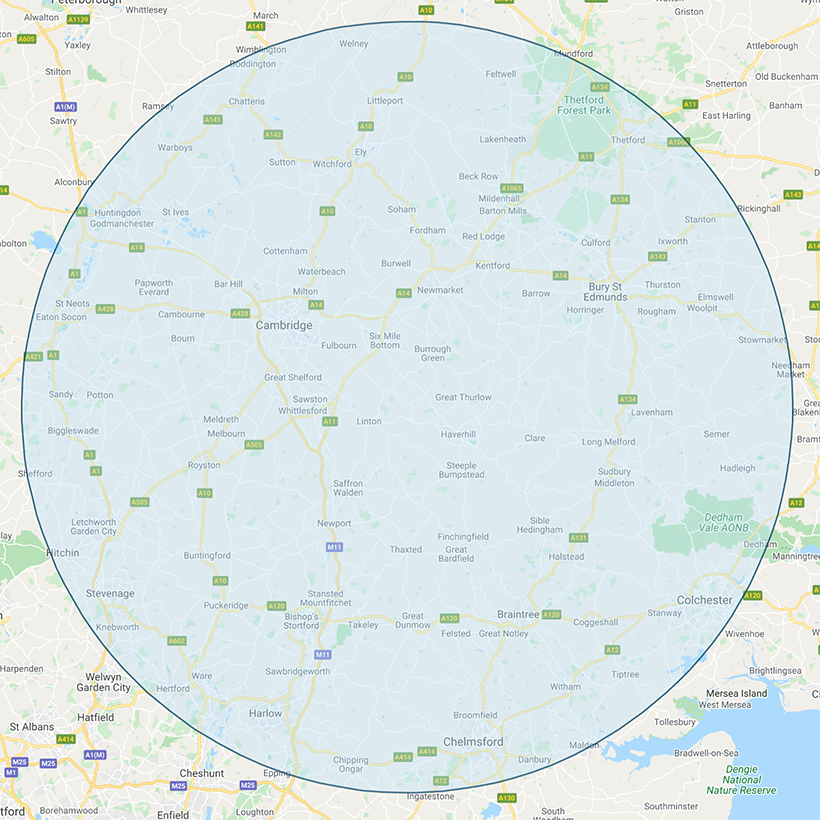 Peterborough
Alwalton
A1139
Whittlesey
March
A10
Griston
A605
Yaxley
A141
Wimblington
Welney
Mundford
Attleborough
Doddington
Stilton
A10
Feltwell
A134
Snetterton
Old Buckenham
Ramsey
Chatteris
Littleport
Thetford
Forest Park
A11
Banham
A1(M)
Sawtry
A141
A10
East Harling
A142
Lakenheath
Thetford
Warboys
Ely
Sutton
Witchford
A11
Alconbury
Beck Row
A1065
A134
A143
A14
Mildenhall
Barton Mills
A1
Huntingdon
Godmanchester
St Ives
A10
Soham
Stanton
Rickinghall
Fordham
Red Lodge
Culford
Ixworth
A14
Cottenham
A143
Burwell
Kentford
Waterbeach
A14
A1
Papworth
Everard
Bar Hill
Milton
A14
Newmarket
Barrow
Bury St
Edmunds
Thurston
Elmswell
St Neots
Eaton Socon
A428
A14
Cambourne
A428
Horringer
Rougham
Woolpit
Cambridge
Bourn
Six Mile
Bottom
Stowmarket
Fulbourn
Burrough
Green
A421
A1
Needham
Market
Great Shelford
Sandy
Potton
Sawston
Whittlesford
Great Thurlow
A134
Lavenham
Meldreth
A11
Linton
Biggleswade
Melbourn
Haverhill
Clare
Long Melford
Semer
A505
A1
Royston
Steeple
Bumpstead
Hadleigh
Shefford
A1
Sudbury
Middleton
Saffron
Walden
A10
A505
A12
Letchworth
Garden City
Newport
Sible
Hedingham
Dedham
Vale AONB
Finchingfield
A131
Hitchin
M11
Thaxted
Great
Bardfield
Dedham
Buntingford
Halstead
Manningtree
A10
Stevenage
Stansted
Mountfitchet
Colchester
A120
Puckeridge
A120
Bishop's
Stortford
Great
Dunmow
A120
Braintree
A120
Stanway
Knebworth
Takeley
Coggeshall
Felsted
Great Notley
Wivenhoe
A602
M11
A12
Harpenden
Ware
Sawbridgeworth
Tiptree
Brightlingsea
Welwyn
Garden City
Hertford
Witham
Mersea Island
West Mersea
Hatfield
Harlow
Broomfield
Tollesbury
St Albans
A414
Chelmsford
Maldon
M25
M25
A1(M)
Chipping
Ongar
A414
A414
Danbury
Bradwell-on-Sea
M1
Cheshunt
Epping
A12
Dengie
National
Nature Reserve
M25
M25
Ingatestone
A130
Borehamwood
Enfield
Loughton
South
Southminster